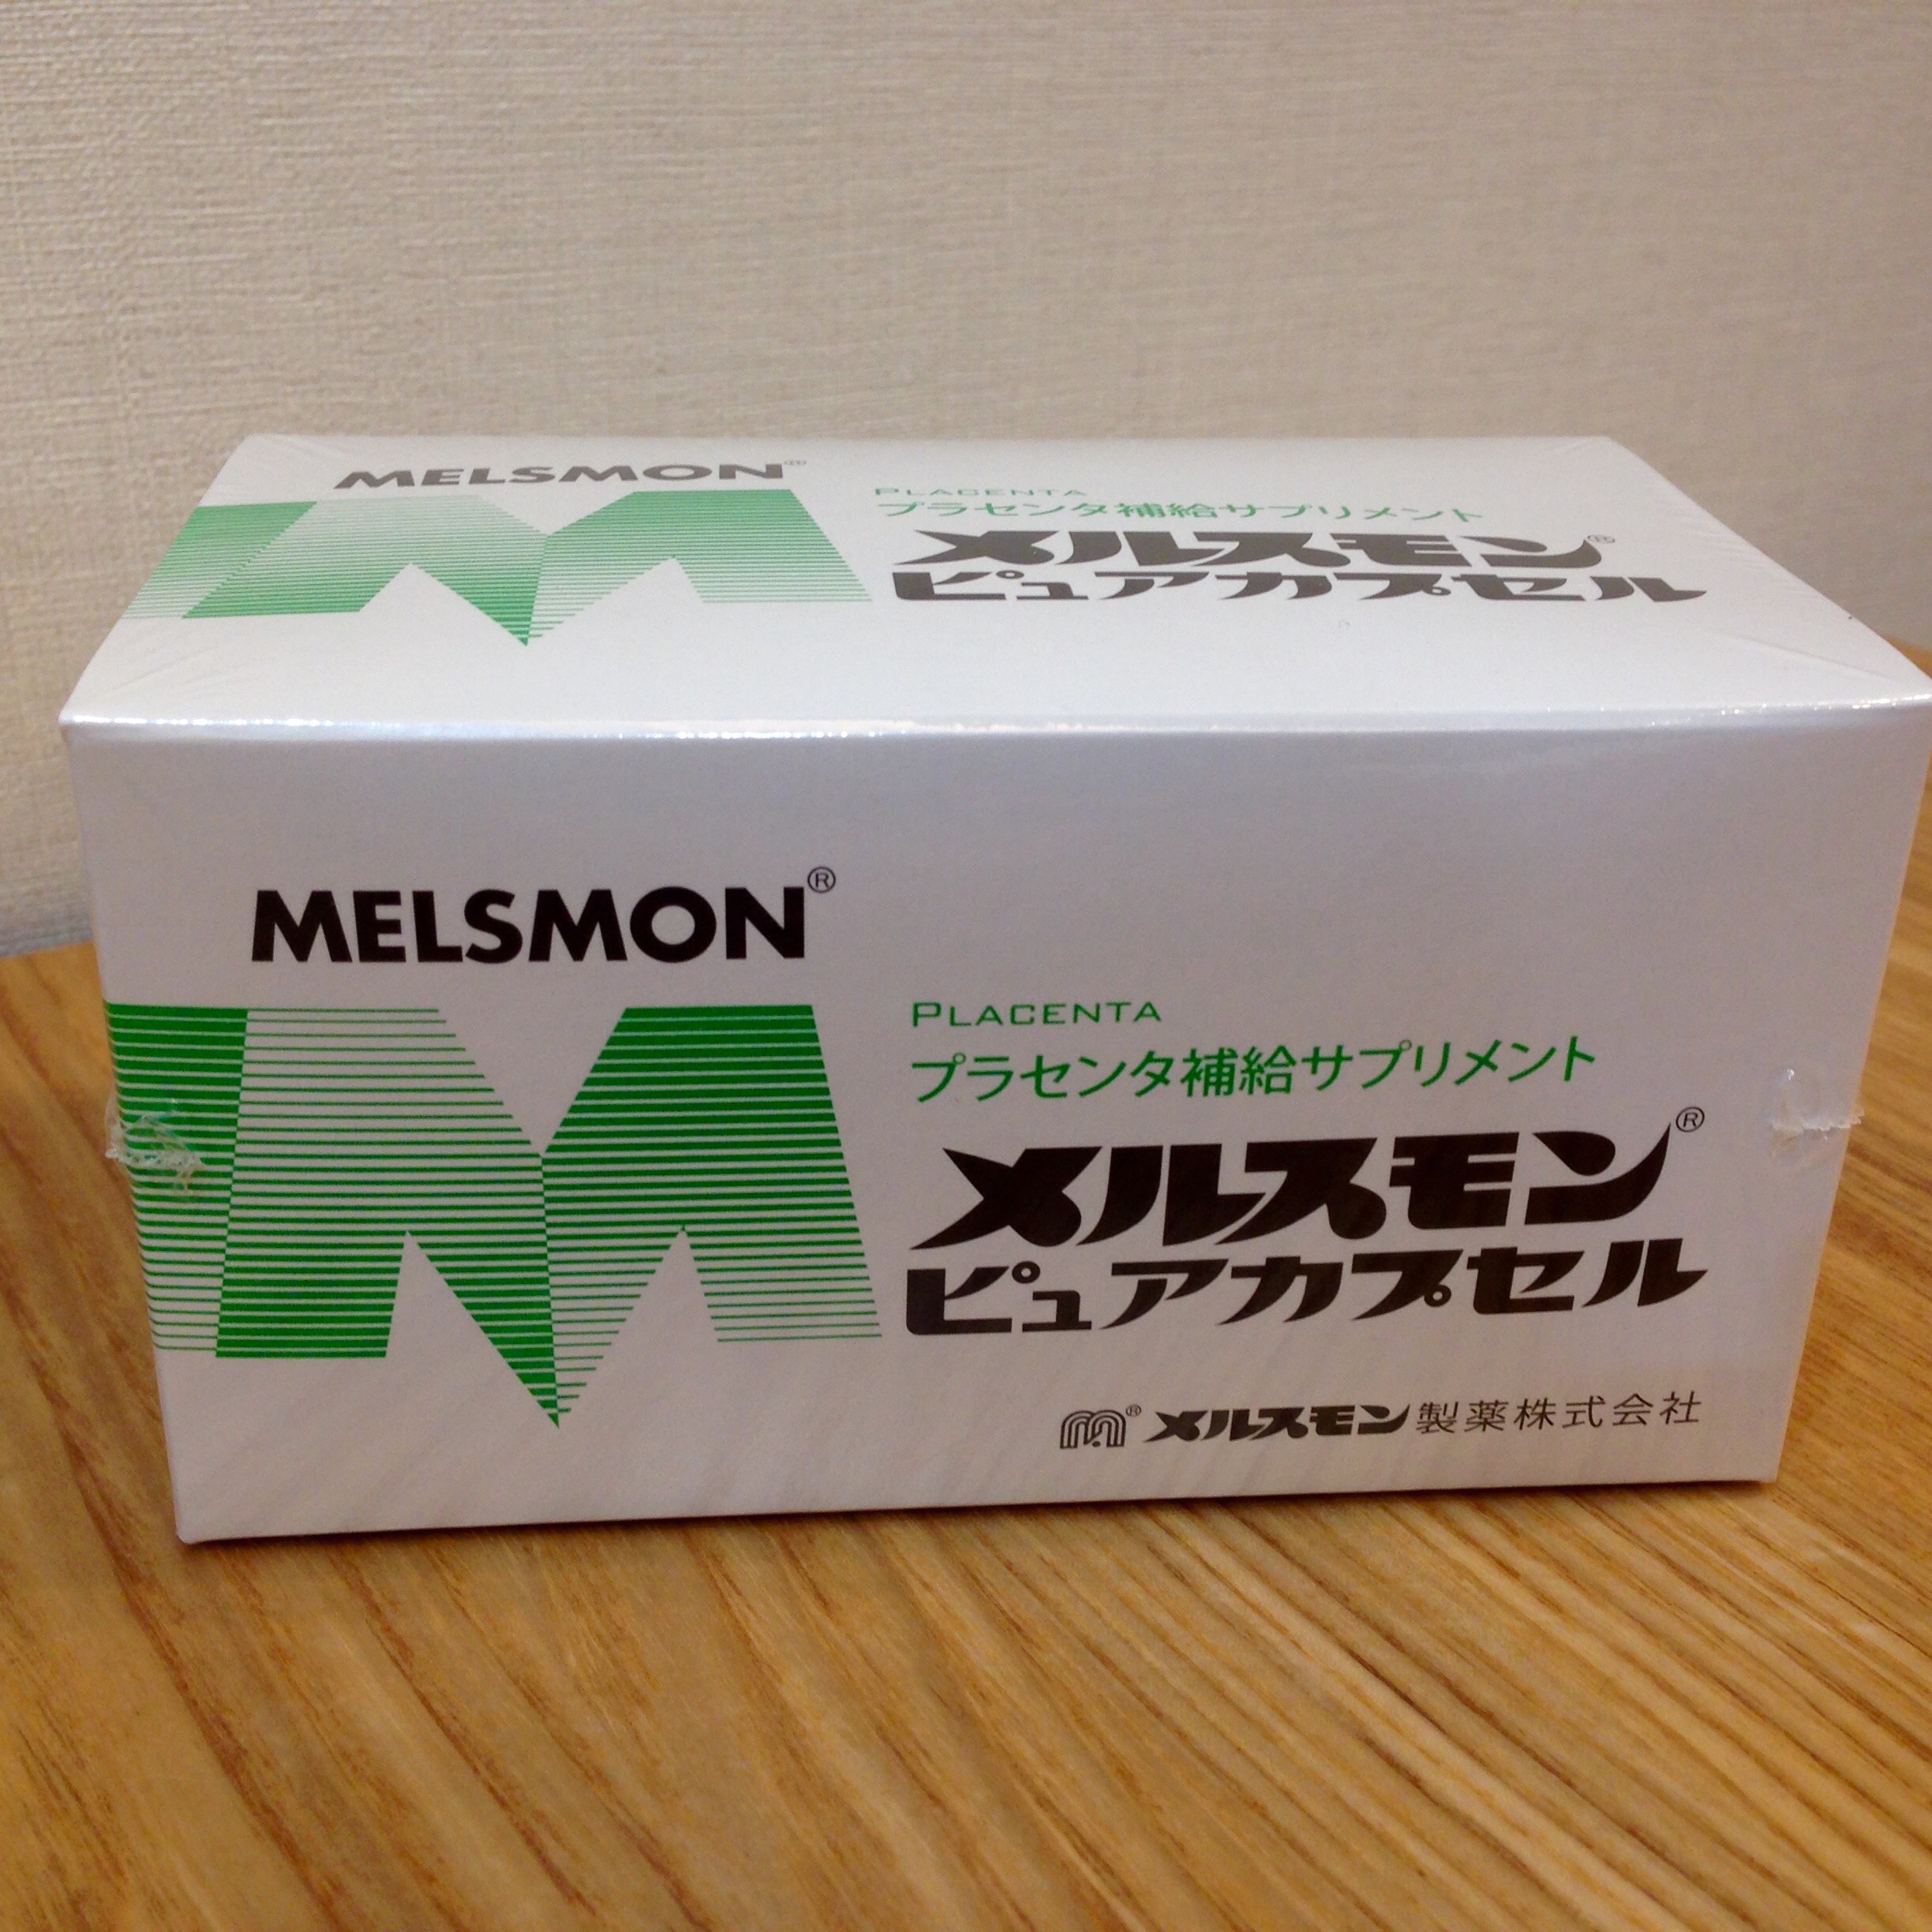 MELSMON®
PLACENTA
プラセンタ補給サプリメント
メルスモン®
ピュアカプセル
MELSMON®
PLACENTA
プラセンタ補給サプリメント
メルスモン®
ピュアカプセル
m® メルスモン製薬株式会社